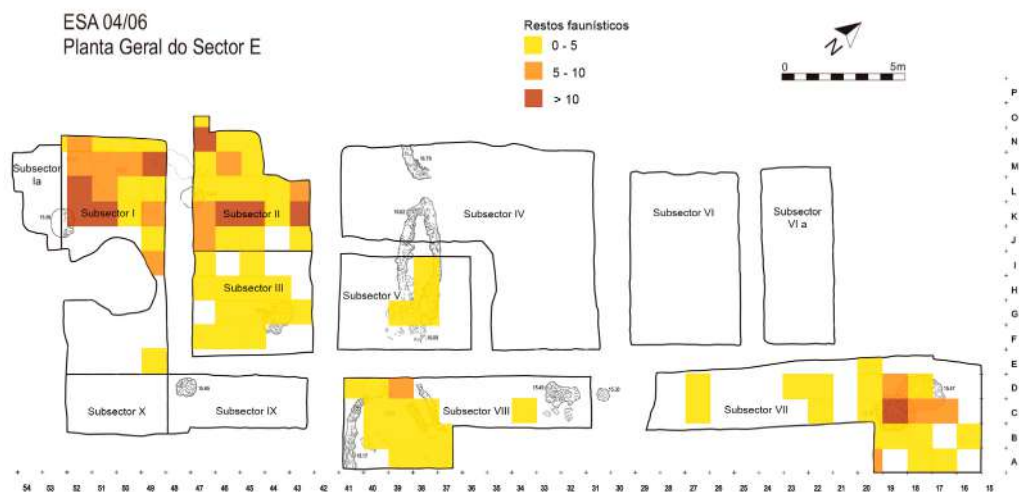 ESA 04/06
Planta Geral do Sector E
Restos faunísticos
0 - 5
5 - 10
> 10
N
0 5m
P
O
N
M
L
K
J
I
H
G
F
E
D
C
B
A
Subsector
Ia
Subsector I
Subsector II
Subsector III
Subsector IV
Subsector V
Subsector VI
Subsector
VI a
Subsector X
Subsector IX
Subsector VIII
Subsector VII
54 53 52 51 50 49 48 47 46 45 44 43 42 41 40 39 38 37 36 35 34 33 32 31 30 29 28 27 26 25 24 23 22 21 20 19 18 17 16 15